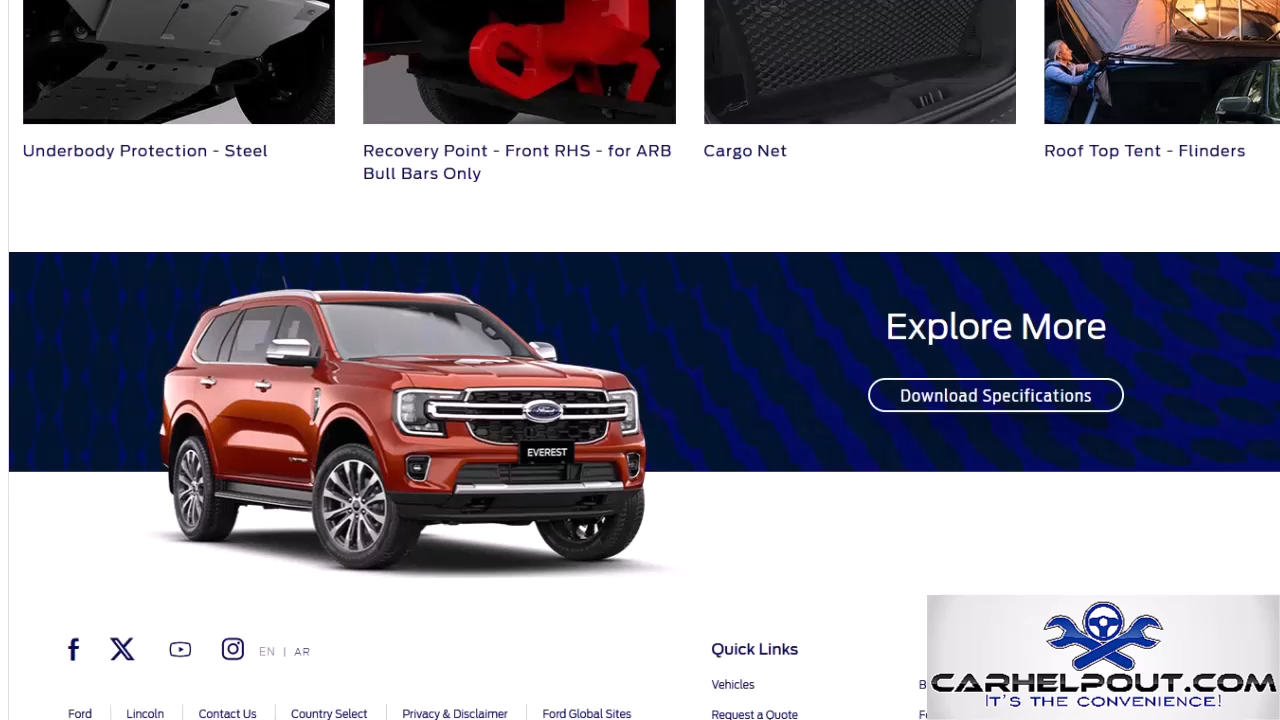 Underbody Protection - Steel
Recovery Point - Front RHS - for ARB
Bull Bars Only
Cargo Net
Roof Top Tent - Flinders
Explore More
Download Specifications
Ford
EVEREST
EN | AR
Quick Links
Vehicles
Request a Quote
Ford
Lincoln
Contact Us
Country Select
Privacy & Disclaimer
Ford Global Sites
CARHELPOUT.COM
IT'S THE CONVENIENCE!